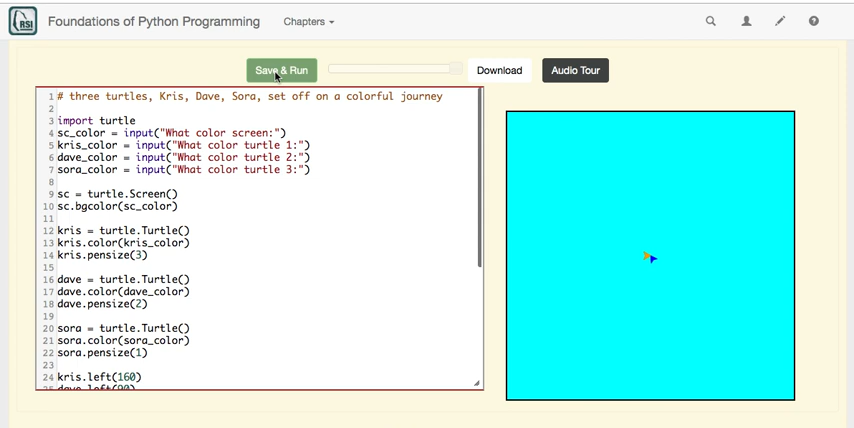 RSI Foundations of Python Programming Chapters
Save & Run Download Audio Tour
1 # three turtles, Kris, Dave, Sora, set off on a colorful journey
2
3 import turtle
4 sc_color = input("What color screen:")
5 kris_color = input("What color turtle 1:")
6 dave_color = input("What color turtle 2:")
7 sora_color = input("What color turtle 3:")
8
9 sc = turtle.Screen()
10 sc.bgcolor(sc_color)
11
12 kris = turtle.Turtle()
13 kris.color(kris_color)
14 kris.pensize(3)
15
16 dave = turtle.Turtle()
17 dave.color(dave_color)
18 dave.pensize(2)
19
20 sora = turtle.Turtle()
21 sora.color(sora_color)
22 sora.pensize(1)
23
24 kris.left(160)
25 dave.left(90)